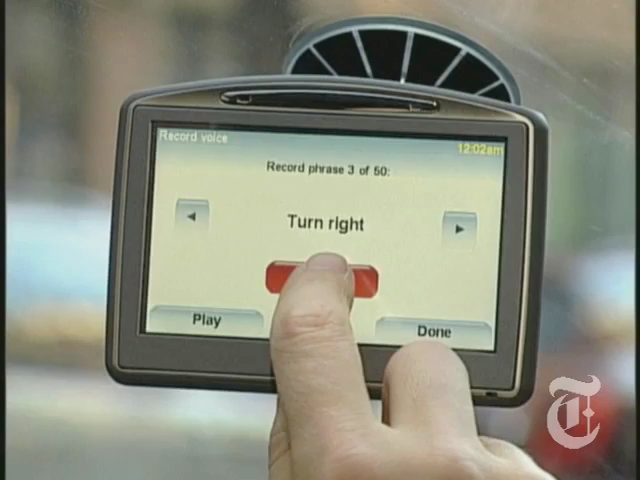 Record voice
12:02am
Record phrase 3 of 50:
Turn right
Play
Done
T